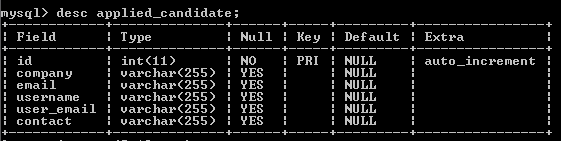 mysql> desc applied_candidate;
+------------+--------------+------+-----+---------+----------------+
| Field      | Type         | Null | Key | Default | Extra          |
+------------+--------------+------+-----+---------+----------------+
| id         | int(11)      | NO   | PRI | NULL    | auto_increment |
| company    | varchar(255) | YES  |     | NULL    |                |
| email      | varchar(255) | YES  |     | NULL    |                |
| username   | varchar(255) | YES  |     | NULL    |                |
| user_email | varchar(255) | YES  |     | NULL    |                |
| contact    | varchar(255) | YES  |     | NULL    |                |
+------------+--------------+------+-----+---------+----------------+